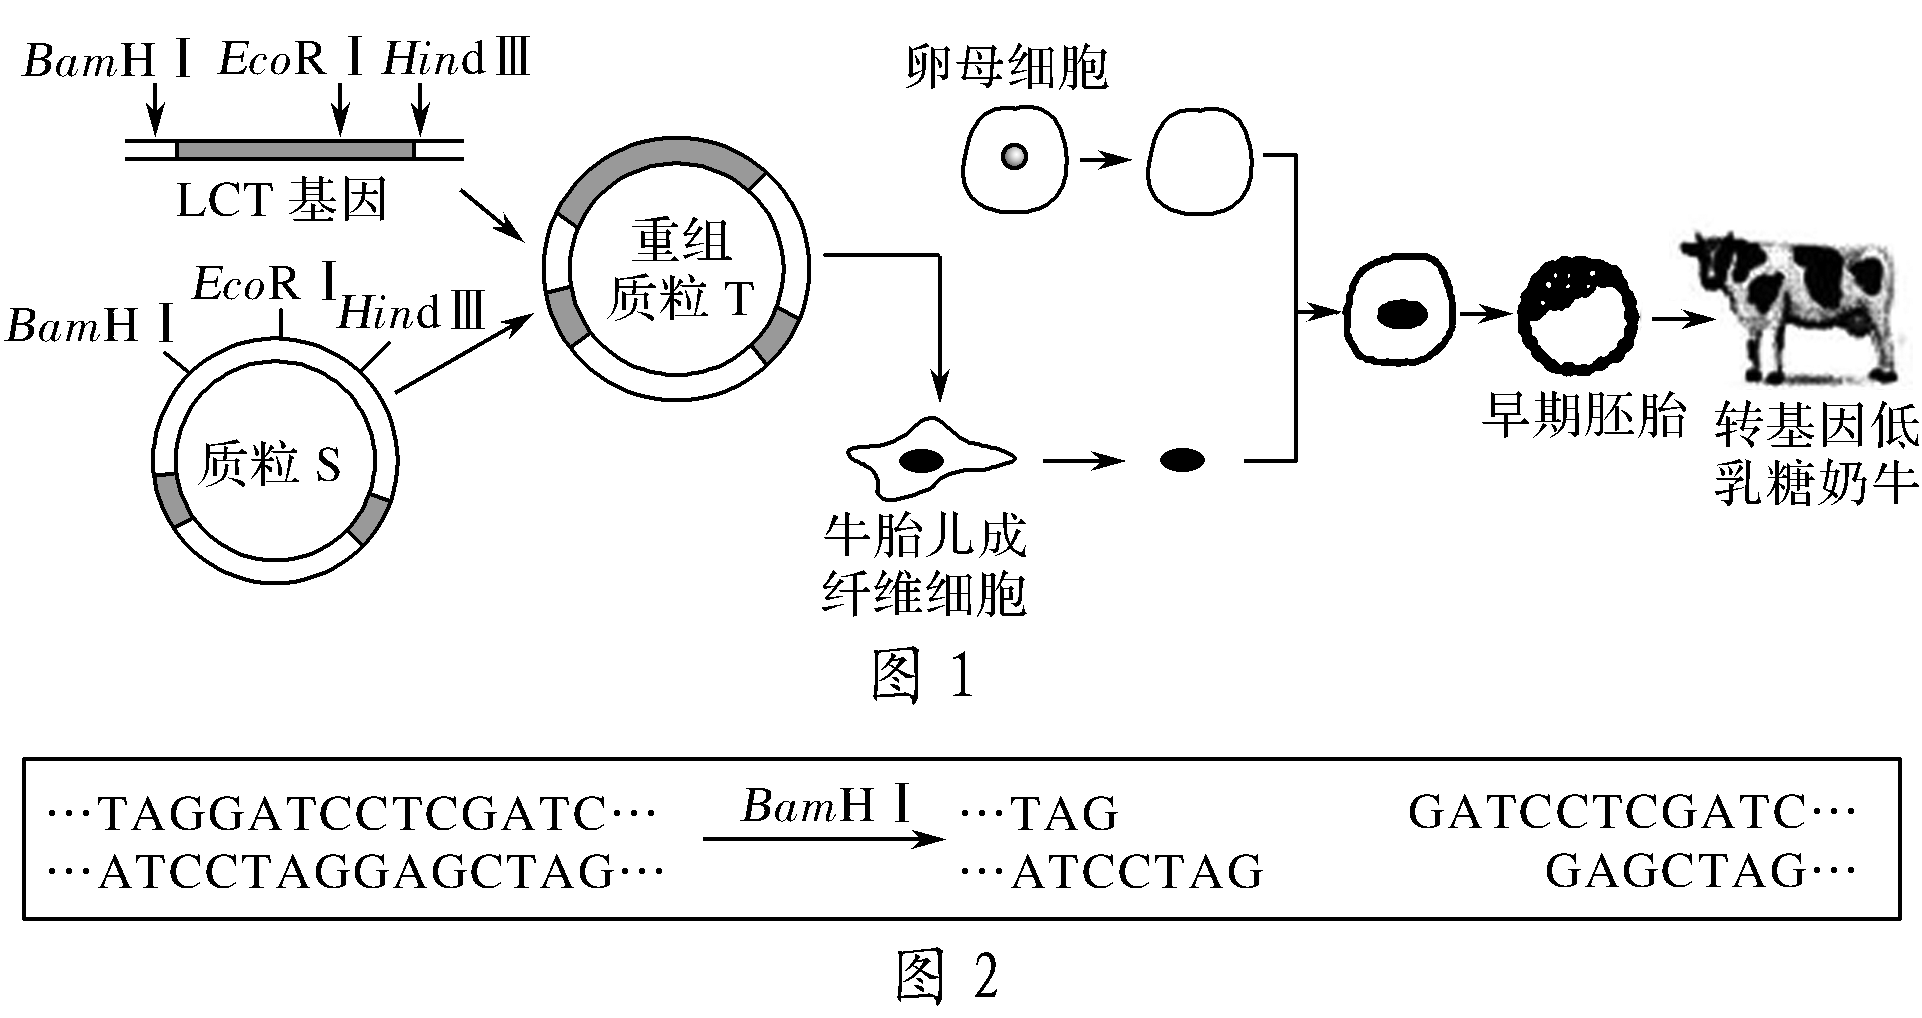 BamH Ⅰ EcoR Ⅰ Hind Ⅲ
LCT 基因
BamH Ⅰ EcoR Ⅰ Hind Ⅲ
质粒 S
重组
质粒 T
卵母细胞
牛胎儿成
纤维细胞
早期胚胎
转基因低
乳糖奶牛
图 1
…TAGGATCCTCGATC… BamH Ⅰ …TAG GATCCTCGATC…
…ATCCTAGGAGCTAG… …ATCCTAG GAGCTAG…
图 2